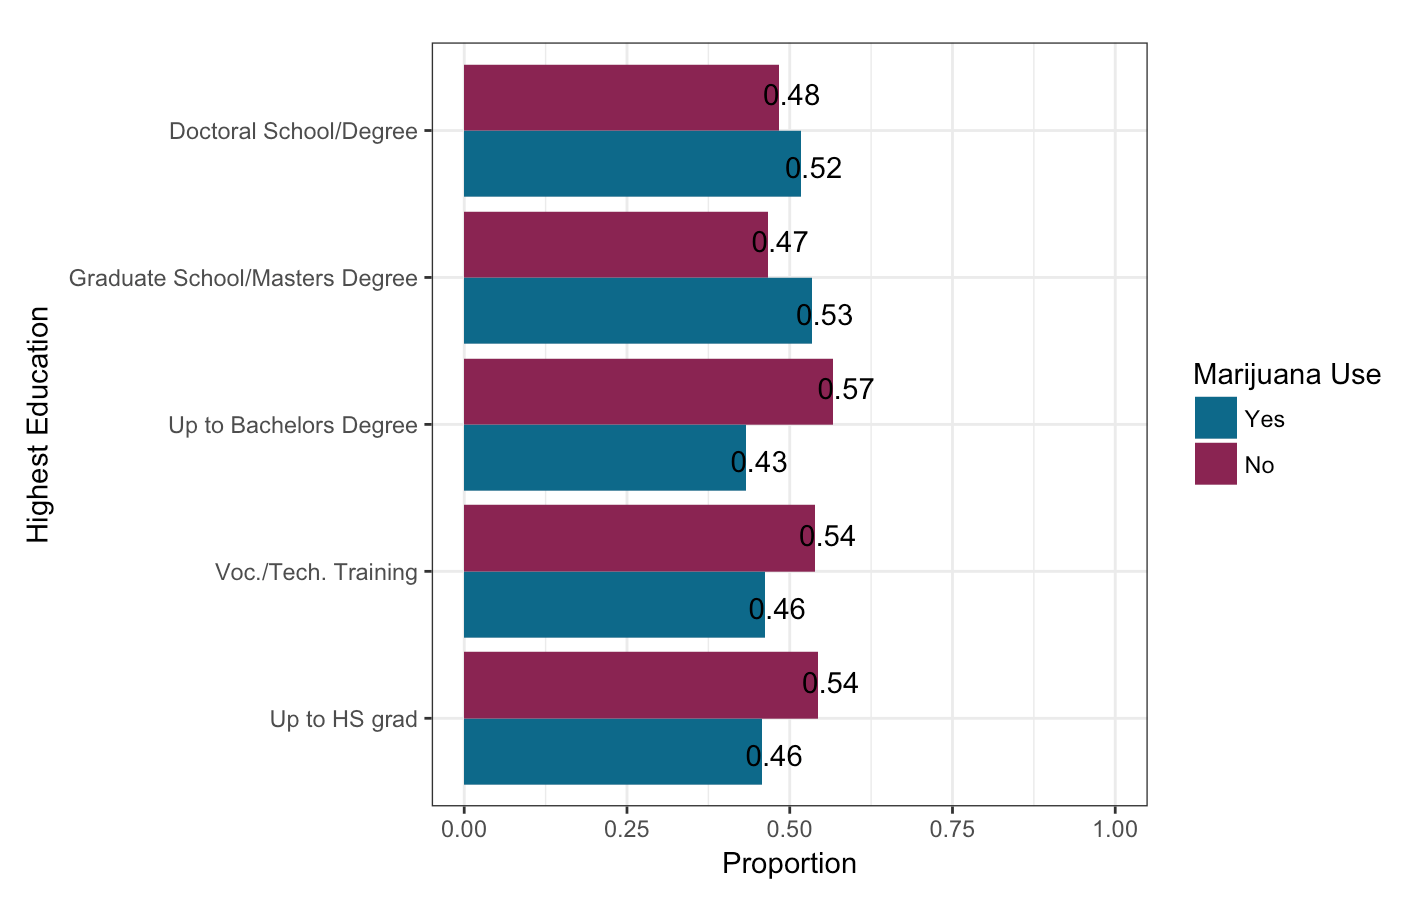 Highest Education
Doctoral School/Degree
0.48
0.52
Graduate School/Masters Degree
0.47
0.53
Up to Bachelors Degree
0.57
0.43
Voc./Tech. Training
0.54
0.46
Up to HS grad
0.54
0.46
0.00 0.25 0.50 0.75 1.00
Proportion
Marijuana Use
Yes
No